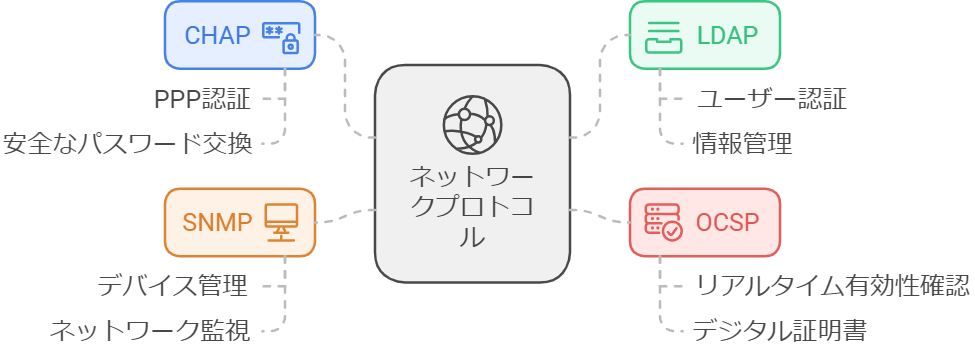 CHAP
PPP認証
安全なパスワード交換
SNMP
デバイス管理
ネットワーク監視
ネットワー
クプロトコ
ル
LDAP
ユーザー認証
情報管理
OCSP
リアルタイム有効性確認
デジタル証明書